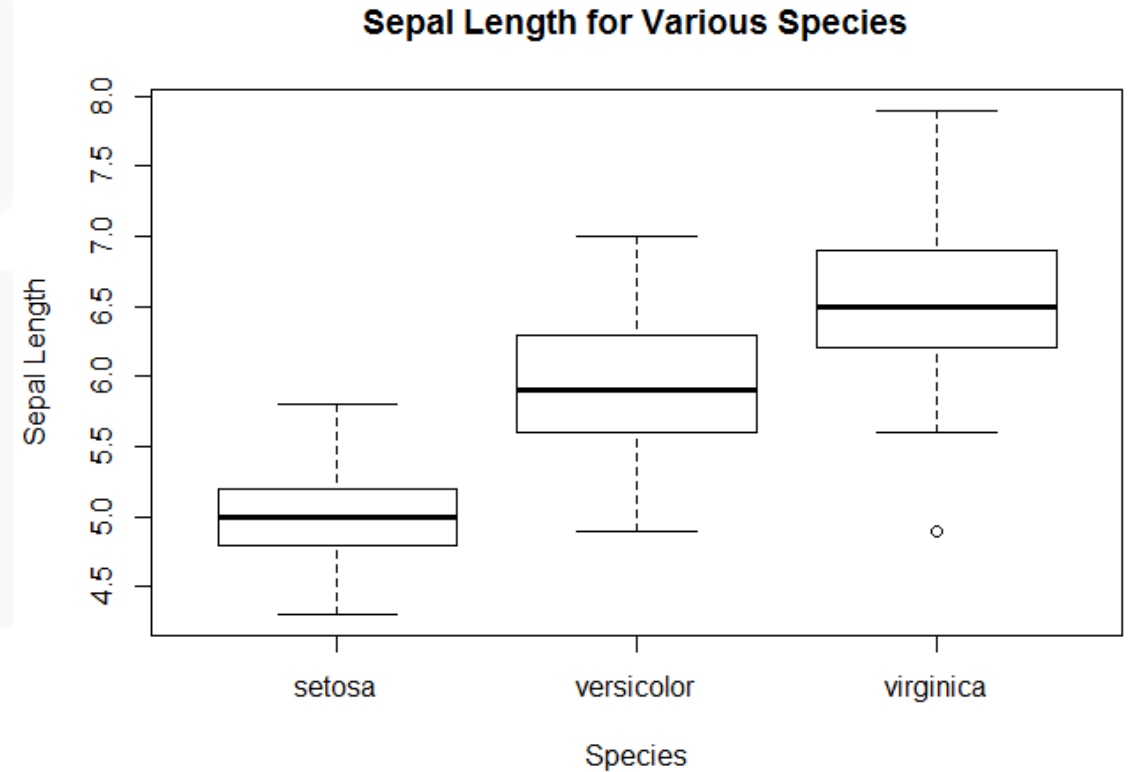 Sepal Length for Various Species
8.0
7.5
7.0
6.5
6.0
5.5
5.0
4.5
Sepal Length
setosa versicolor virginica
Species